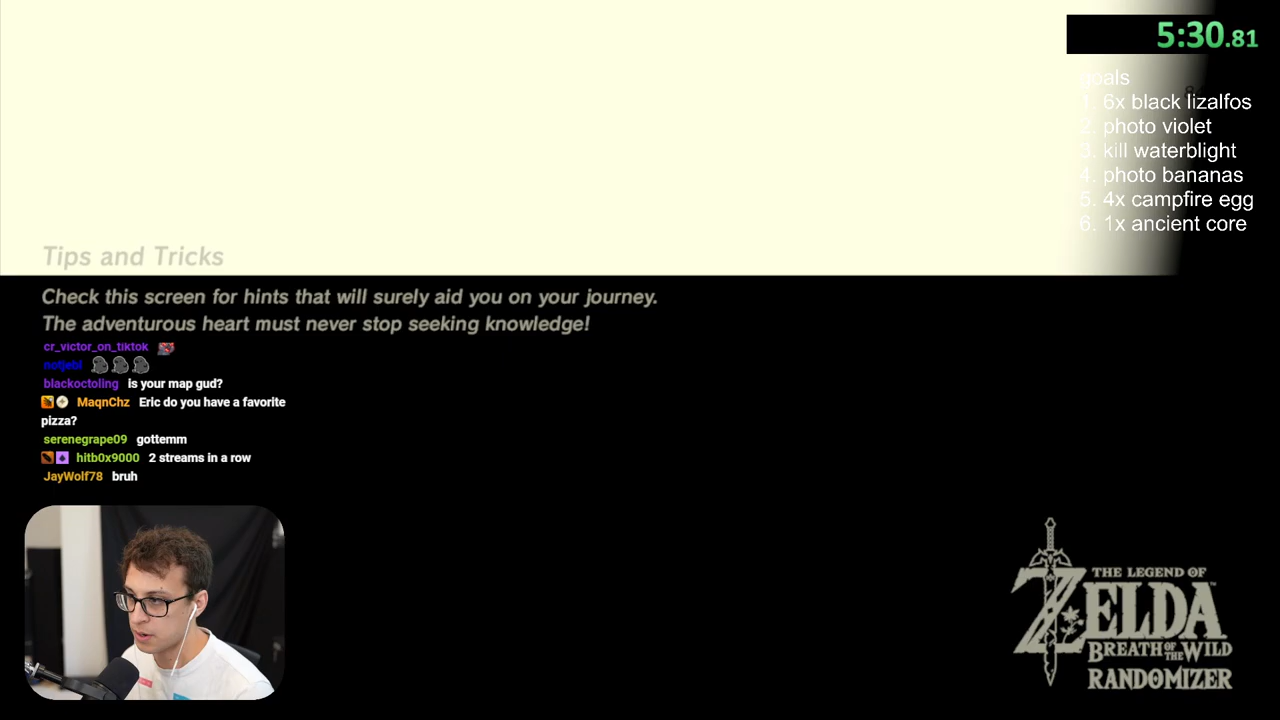 5:30.81
goals
1. 6x black lizalfos
2. photo violet
3. kill waterblight
4. photo bananas
5. 4x campfire egg
6. 1x ancient core
Tips and Tricks
Check this screen for hints that will surely aid you on your journey.
The adventurous heart must never stop seeking knowledge!
cr_victor_on_tiktok
notjebi
blackoctoling is your map gud?
MaqnChz Eric do you have a favorite
pizza?
serenegrape09 gottemm
hitb0x9000 2 streams in a row
JayWolf78 bruh
THE LEGEND OF
ZELDA
BREATH OF THE WILD
RANDOMIZER